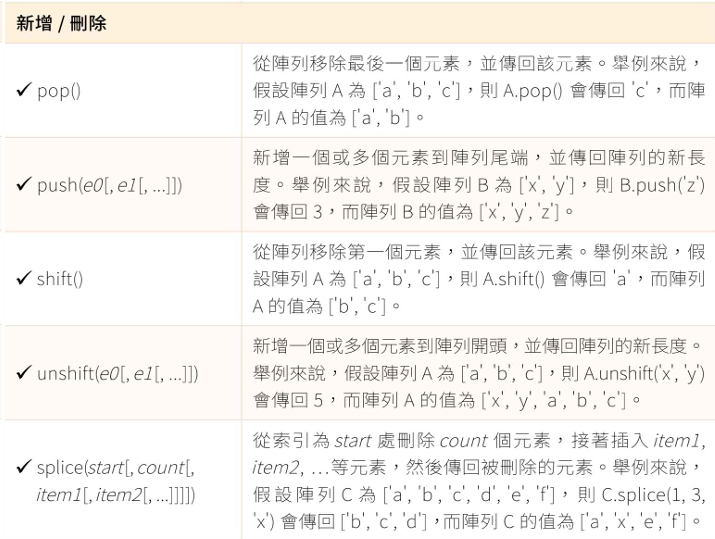 新增 / 刪除
✓ pop()
從陣列移除最後一個元素，並傳回該元素。舉例來說，
假設陣列 A 為 ['a', 'b', 'c']，則 A.pop() 會傳回 'c'，而陣
列 A 的值為 ['a', 'b']。
✓ push(e0[, e1[, ...]])
新增一個或多個元素到陣列尾端，並傳回陣列的新長
度。舉例來說，假設陣列 B 為 ['x', 'y']，則 B.push('z')
會傳回 3，而陣列 B 的值為 ['x', 'y', 'z']。
✓ shift()
從陣列移除第一個元素，並傳回該元素。舉例來說，假
設陣列 A 為 ['a', 'b', 'c']，則 A.shift() 會傳回 'a'，而陣列
A 的值為 ['b', 'c']。
✓ unshift(e0[, e1[, ...]])
新增一個或多個元素到陣列開頭，並傳回陣列的新長度。
舉例來說，假設陣列 A 為 ['a', 'b', 'c']，則 A.unshift('x', 'y')
會傳回 5，而陣列 A 的值為 ['x', 'y', 'a', 'b', 'c']。
✓ splice(start[, count[,
item1[, item2[, ...]]]])
從索引為 start 處刪除 count 個元素，接著插入 item1,
item2, …等元素，然後傳回被刪除的元素。舉例來說，
假設陣列 C 為 ['a', 'b', 'c', 'd', 'e', 'f']，則 C.splice(1, 3,
'x') 會傳回 ['b', 'c', 'd']，而陣列 C 的值為 ['a', 'x', 'e', 'f']。